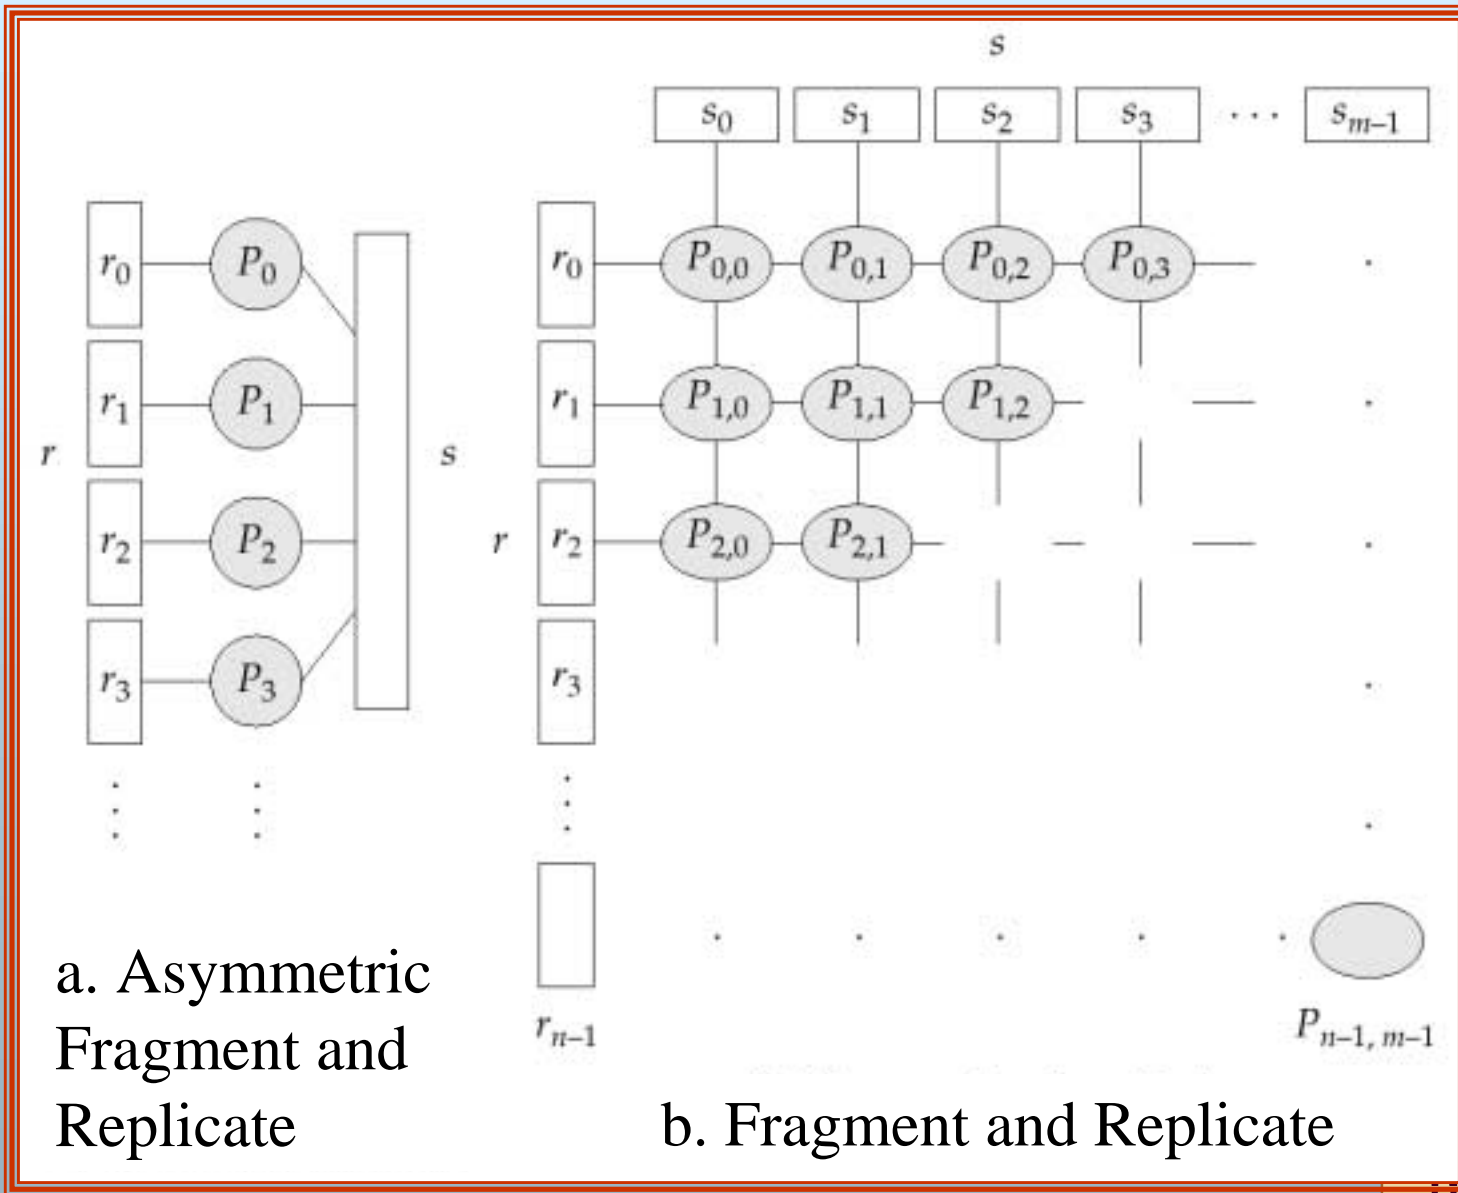 s
s₀ s₁ s₂ s₃ . . . sₘ₋₁
r₀ P₀
r₁ P₁
r₂ P₂
r₃ P₃
r s
r₀ P₀,₀ P₀,₁ P₀,₂ P₀,₃
r₁ P₁,₀ P₁,₁ P₁,₂
r₂ P₂,₀ P₂,₁
r
r₃
rₙ₋₁
Pₙ₋₁, ₘ₋₁
a. Asymmetric
Fragment and
Replicate
b. Fragment and Replicate